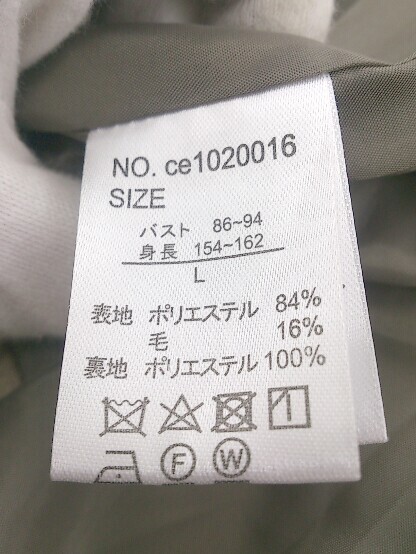 NO. ce1020016
SIZE
バスト 86~94
身長 154~162
L
表地 ポリエステル 84%
毛 16%
裏地 ポリエステル 100%
F W